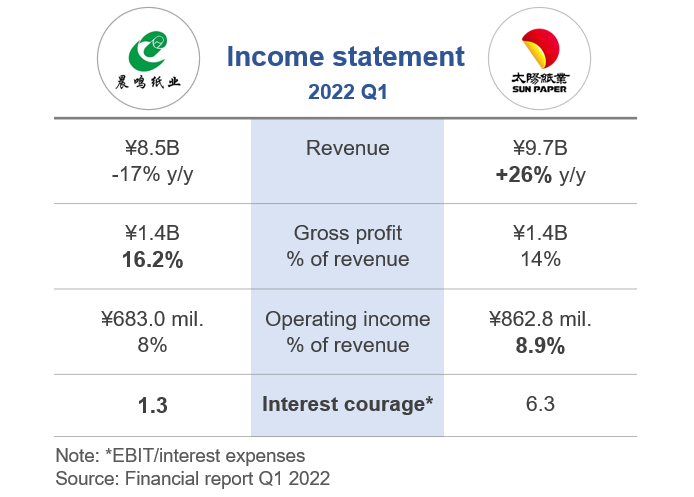 Income statement
2022 Q1
晨鸣纸业
太陽紙業
SUN PAPER
¥8.5B Revenue ¥9.7B
-17% y/y +26% y/y
¥1.4B Gross profit ¥1.4B
16.2% % of revenue 14%
¥683.0 mil. Operating income ¥862.8 mil.
8% % of revenue 8.9%
1.3 Interest courage* 6.3
Note: *EBIT/interest expenses
Source: Financial report Q1 2022